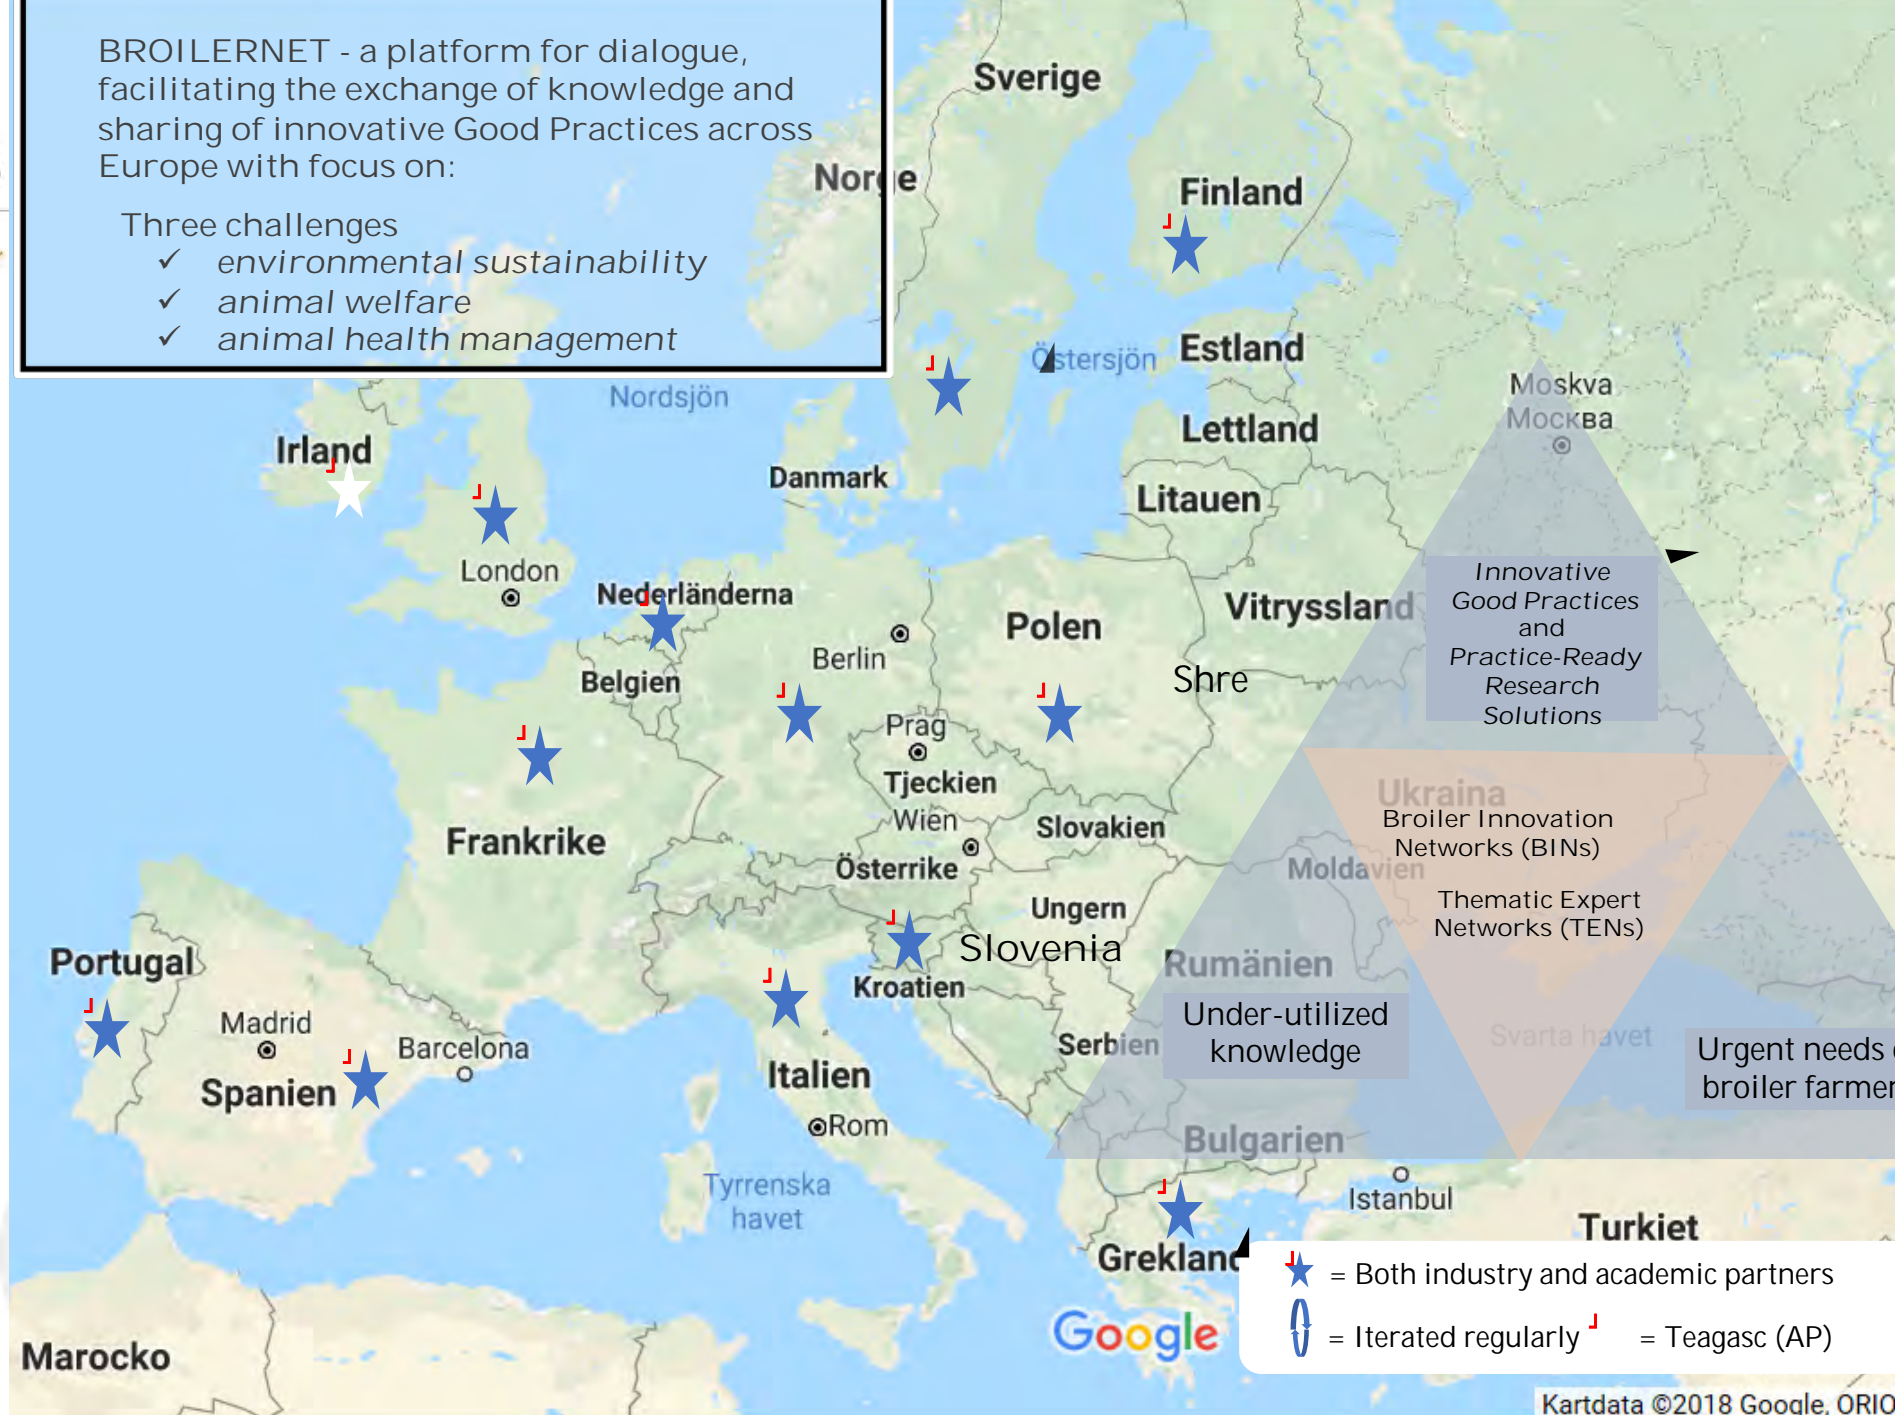 BROILERNET - a platform for dialogue,
facilitating the exchange of knowledge and
sharing of innovative Good Practices across
Europe with focus on:
Three challenges
✓ environmental sustainability
✓ animal welfare
✓ animal health management
Sverige
Norge
Finland
Östersjön
Estland
Nordsjön
Moskva
Москва
Lettland
Irland
Danmark
Litauen
London
Nederländerna
Vitryssland
Innovative
Good Practices
and
Practice-Ready
Research
Solutions
Polen
Berlin
Belgien
Shre
Prag
Tjeckien
Ukraina
Wien
Slovakien
Broiler Innovation
Networks (BINs)
Frankrike
Österrike
Moldavien
Ungern
Thematic Expert
Networks (TENs)
Slovenia
Portugal
Rumänien
Kroatien
Madrid
Barcelona
Under-utilized
knowledge
Serbien
Svarta havet
Urgent needs
broiler farmer
Italien
Spanien
Rom
Bulgarien
Tyrrenska
havet
Istanbul
Turkiet
Grekland
= Both industry and academic partners
= Iterated regularly
= Teagasc (AP)
Google
Marocko
Kartdata ©2018 Google, ORIO